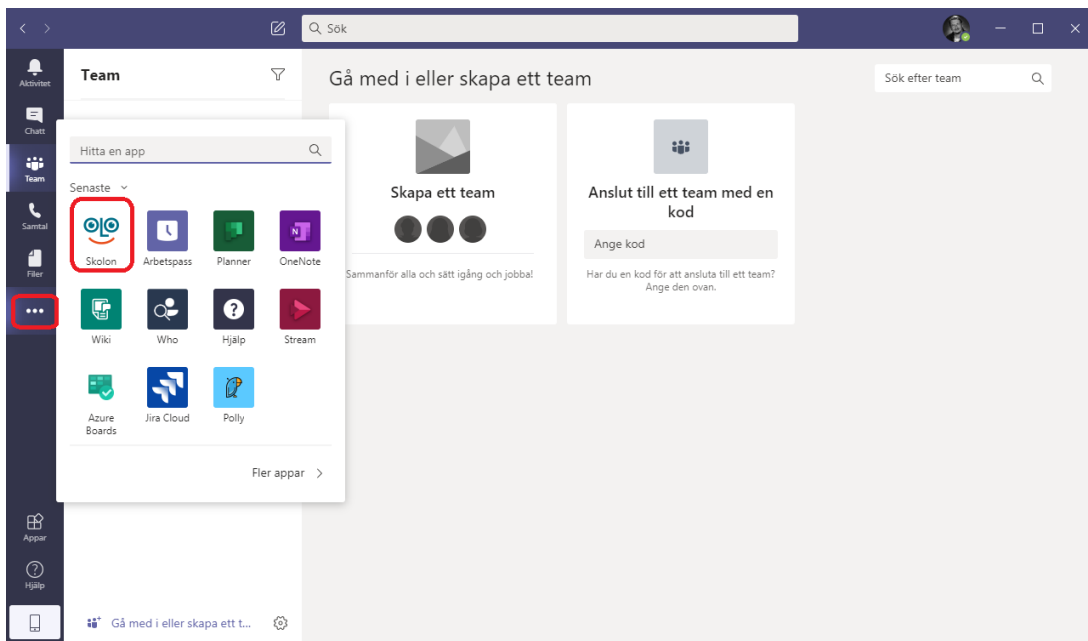 Sök
Aktivitet
Chatt
Team
Samtal
Filer
Appar
Hjälp
Team
Hitta en app
Senaste
Skolon
Arbetspass
Planner
OneNote
Wiki
Who
Hjälp
Stream
Azure
Boards
Jira Cloud
Polly
Fler appar
Gå med i eller skapa ett t...
Gå med i eller skapa ett team
Sök efter team
Skapa ett team
Sammanför alla och sätt igång och jobba!
Anslut till ett team med en
kod
Ange kod
Har du en kod för att ansluta till ett team?
Ange den ovan.